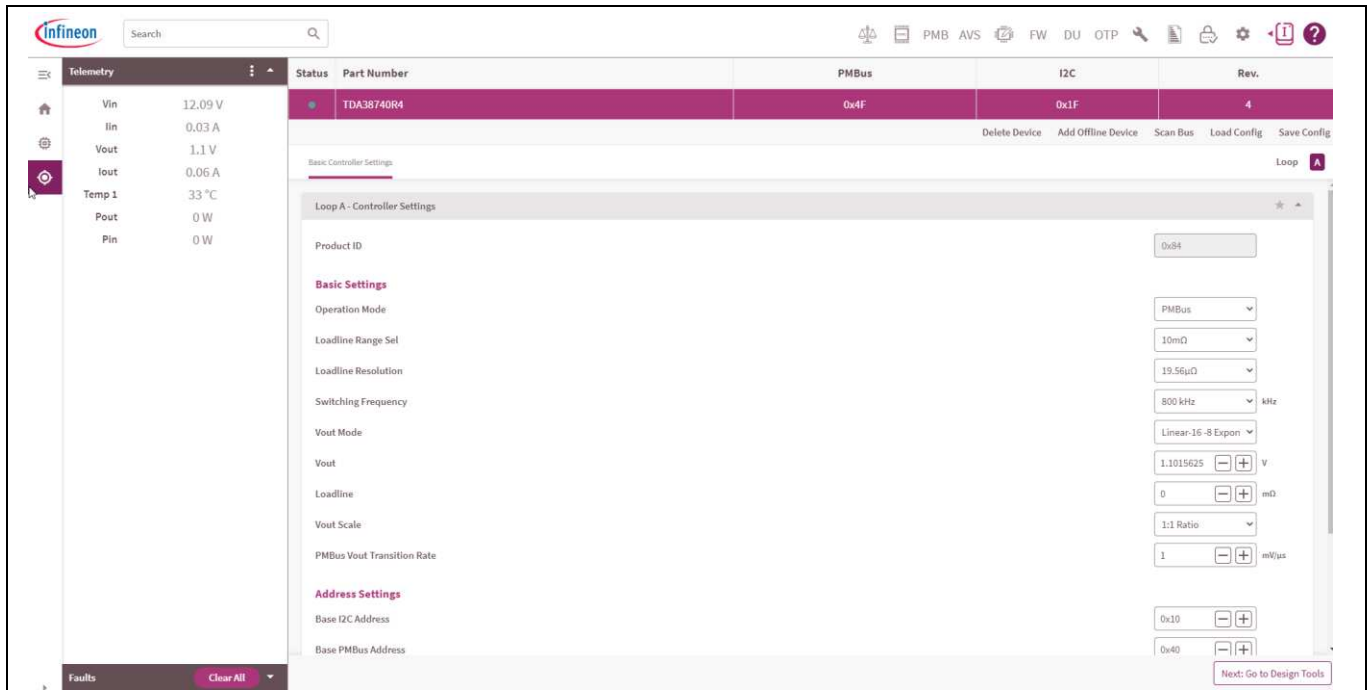 infineon
Search
PMB AVS FW DU OTP
Telemetry
Vin 12.09 V
Iin 0.03 A
Vout 1.1 V
Iout 0.06 A
Temp 1 33 °C
Pout 0 W
Pin 0 W
Faults Clear All
Status Part Number PMBus I2C Rev.
TDA38740R4 0x4F 0x1F 4
Delete Device Add Offline Device Scan Bus Load Config Save Config
Basic Controller Settings Loop A
Loop A - Controller Settings
Product ID 0x84
Basic Settings
Operation Mode PMBus
Loadline Range Sel 10mΩ
Loadline Resolution 19.56µΩ
Switching Frequency 800 kHz kHz
Vout Mode Linear-16 -8 Expon
Vout 1.1015625 V
Loadline 0 mΩ
Vout Scale 1:1 Ratio
PMBus Vout Transition Rate 1 mV/µs
Address Settings
Base I2C Address 0x10
Base PMBus Address 0x40
Next: Go to Design Tools